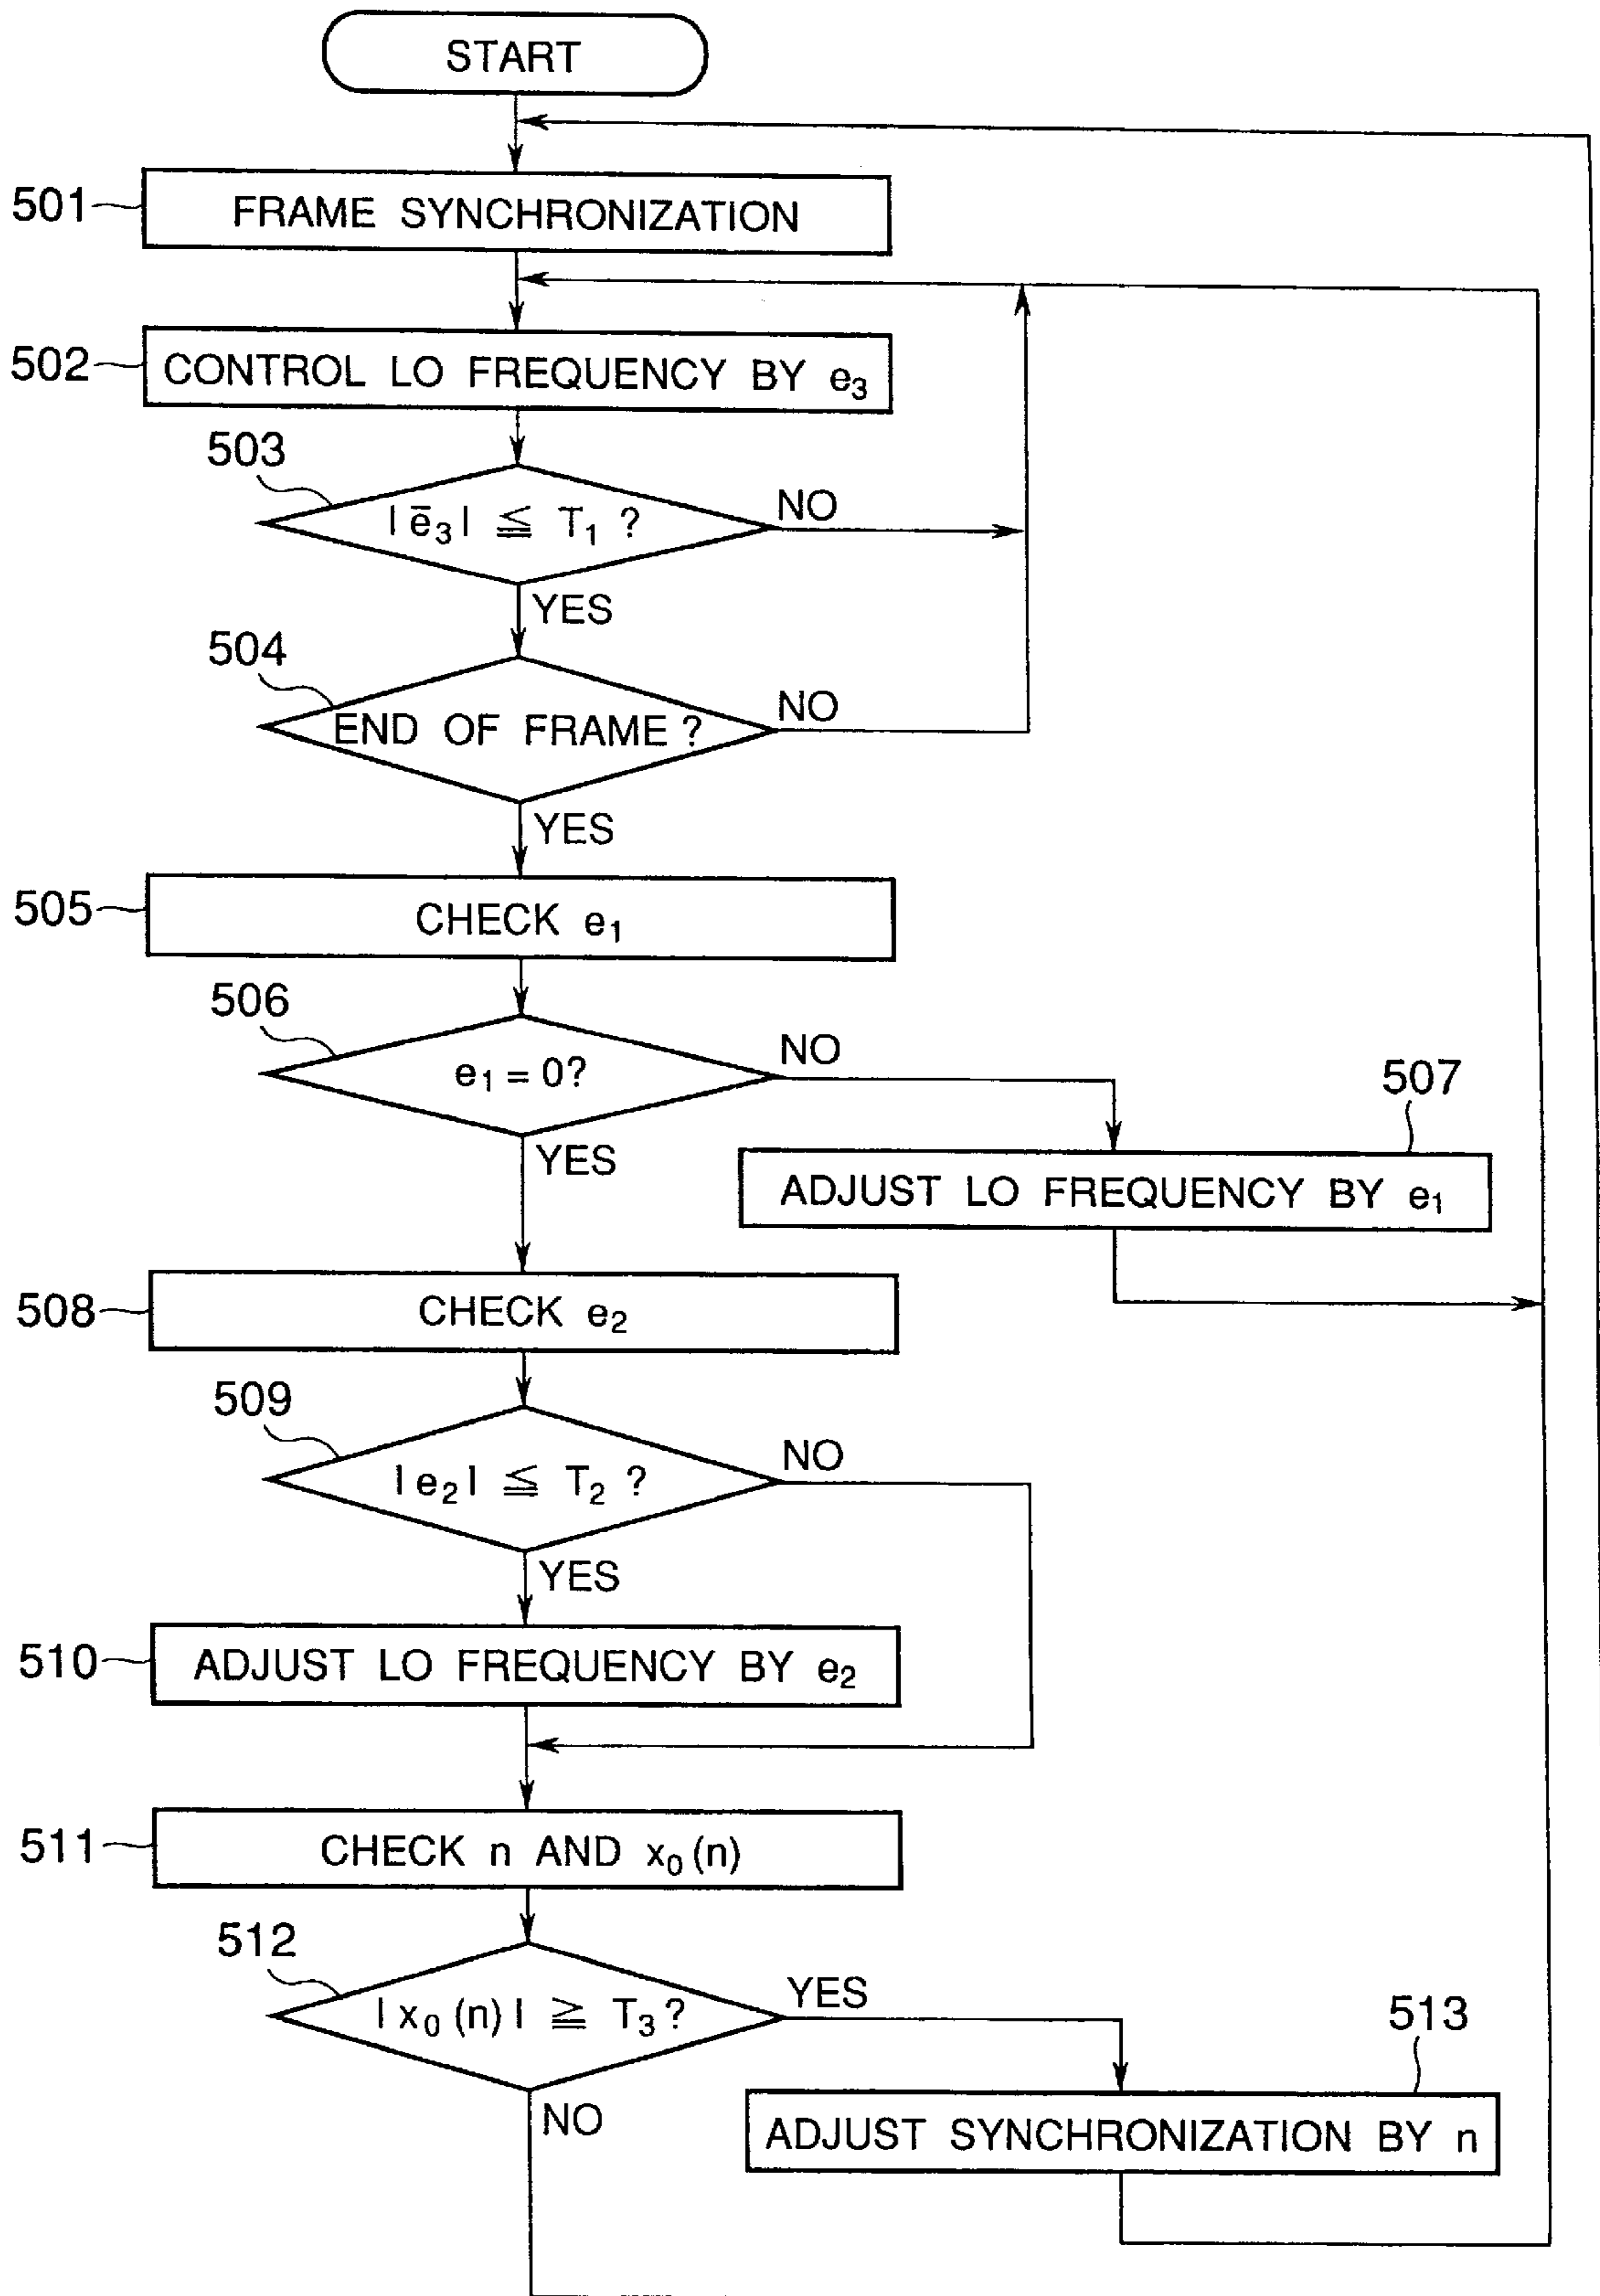 START
501
FRAME SYNCHRONIZATION
502
CONTROL LO FREQUENCY BY e₃
503
| ē₃ | ≦ T₁ ?
NO
YES
504
END OF FRAME ?
NO
YES
505
CHECK e₁
506
e₁ = 0?
NO
YES
507
ADJUST LO FREQUENCY BY e₁
508
CHECK e₂
509
| e₂ | ≦ T₂ ?
NO
YES
510
ADJUST LO FREQUENCY BY e₂
511
CHECK n AND x₀ (n)
512
| x₀ (n) | ≧ T₃ ?
YES
NO
513
ADJUST SYNCHRONIZATION BY n